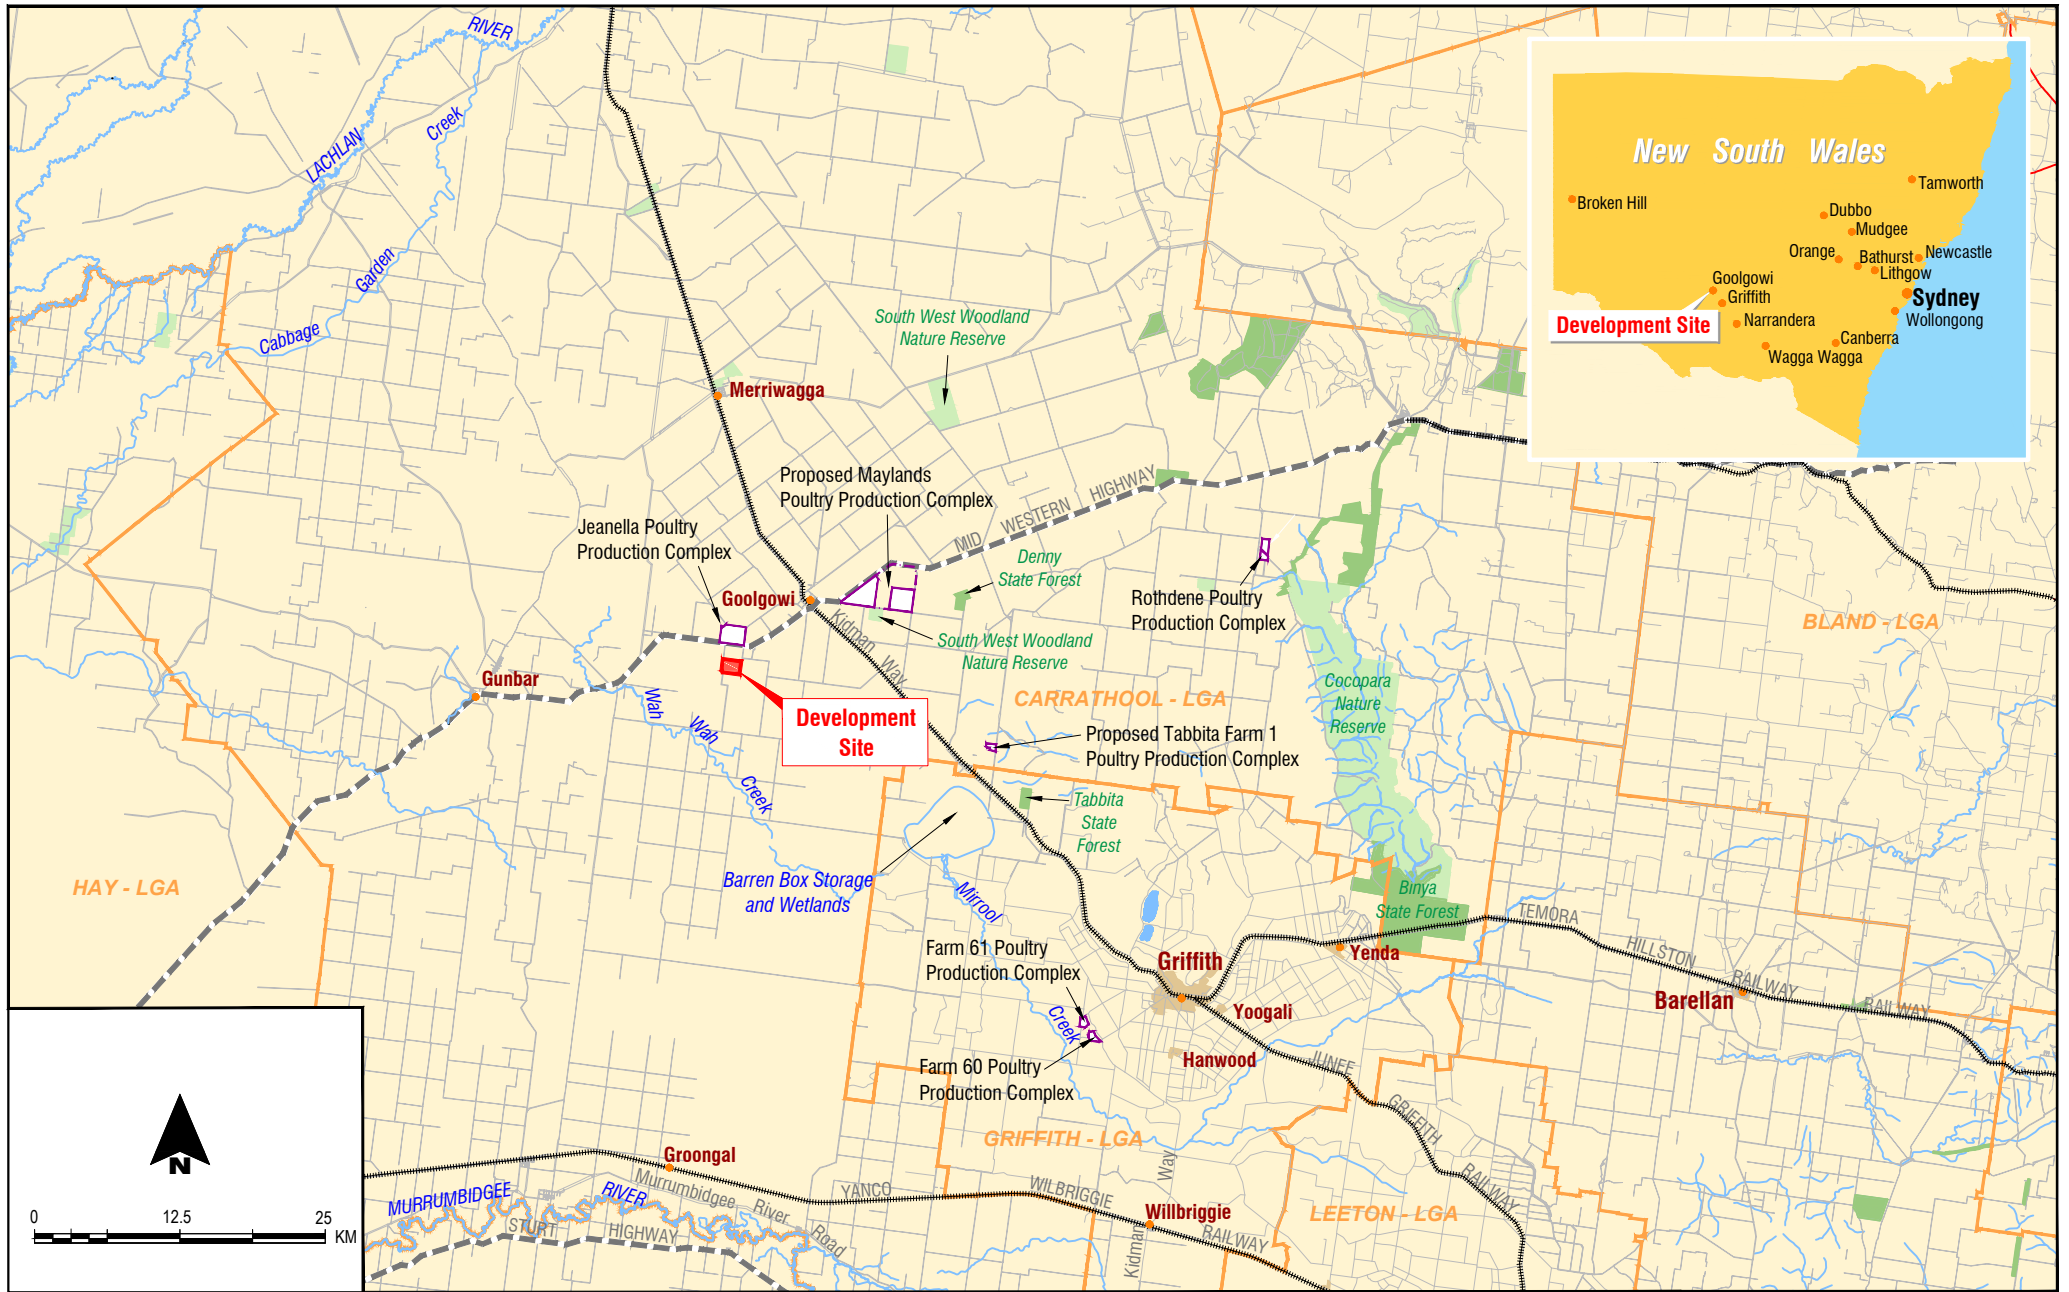 RIVER
LACHLAN
Creek
Garden
Cabbage
New South Wales
Tamworth
Broken Hill
Dubbo
Mudgee
Orange
Bathurst
Newcastle
Lithgow
Goolgowi
Griffith
Sydney
Narrandera
Wollongong
Development Site
Canberra
Wagga Wagga
South West Woodland
Nature Reserve
Merriwagga
Proposed Maylands
Poultry Production Complex
MID WESTERN HIGHWAY
Jeanella Poultry
Production Complex
Denny
State Forest
Goolgowi
Rothdene Poultry
Production Complex
Kidman Way
South West Woodland
Nature Reserve
BLAND - LGA
Gunbar
Wah
Wah
Creek
CARRATHOOL - LGA
Cocopara
Nature
Reserve
Development
Site
Proposed Tabbita Farm 1
Poultry Production Complex
Tabbita
State
Forest
HAY - LGA
Barren Box Storage
and Wetlands
Mirrool
Creek
Binya
State Forest
TEMORA
HILLSTON
RAILWAY
RAILWAY
Farm 61 Poultry
Production Complex
Griffith
Yenda
Barellan
Yoogali
Hanwood
Farm 60 Poultry
Production Complex
JUNEE
GRIFFITH
RAILWAY
GRIFFITH - LGA
N
0 12.5 25
KM
Groongal
MURRUMBIDGEE
RIVER
Murrumbidgee River Road
STURT HIGHWAY
YANCO
WILBRIGGIE
RAILWAY
Willbriggie
Kidman Way
LEETON - LGA